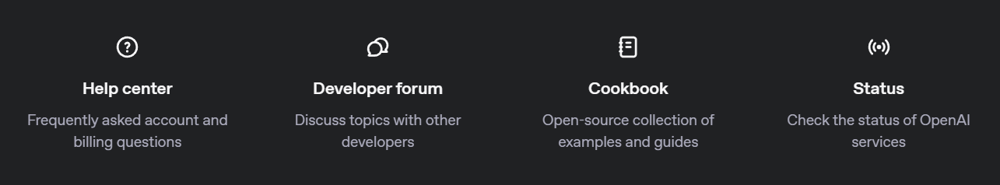 Help center
Frequently asked account and
billing questions
Developer forum
Discuss topics with other
developers
Cookbook
Open-source collection of
examples and guides
Status
Check the status of OpenAI
services